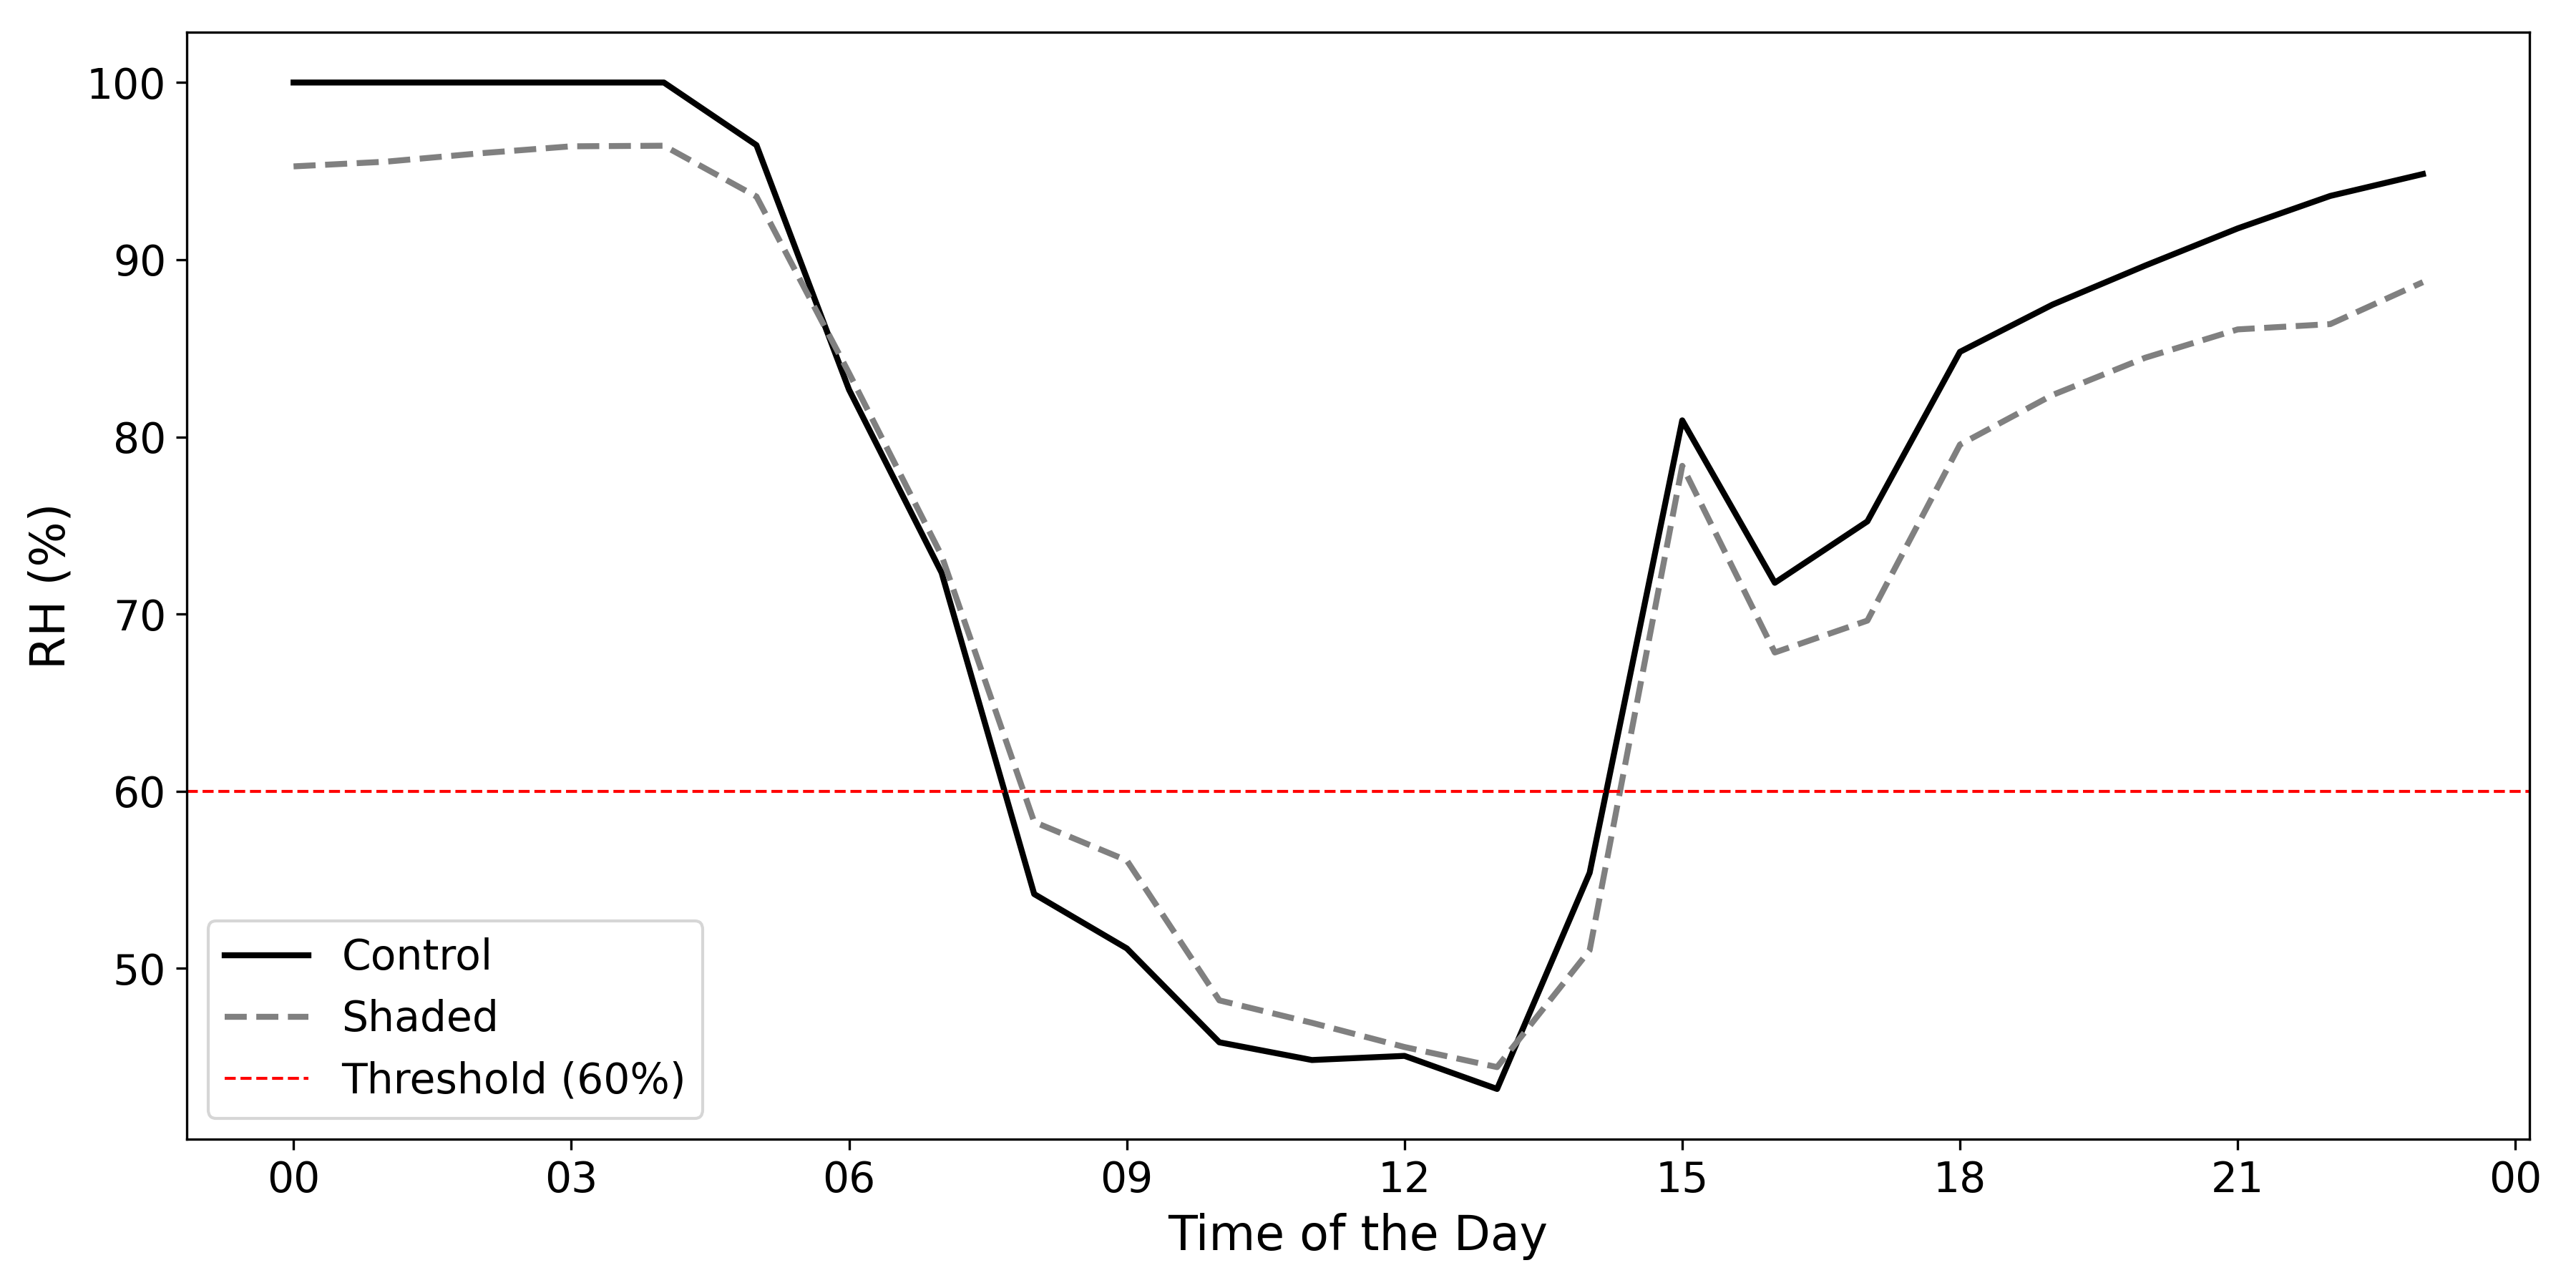 100
90
80
70
60
50
RH (%)
Control
Shaded
Threshold (60%)
00 03 06 09 12 15 18 21 00
Time of the Day